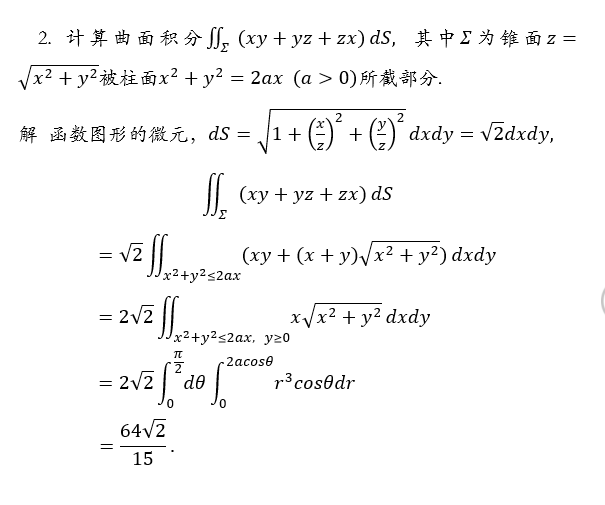 2. 计算曲面积分∬_Σ (xy + yz + zx) dS, 其中Σ为锥面z =
√(x² + y²)被柱面x² + y² = 2ax (a > 0)所截部分.
解 函数图形的微元, dS = √(1 + (x/z)² + (y/z)²) dxdy = √2dxdy,
∬_Σ (xy + yz + zx) dS
= √2 ∬_{x²+y²≤2ax} (xy + (x + y)√(x² + y²)) dxdy
= 2√2 ∬_{x²+y²≤2ax, y≥0} x√(x² + y²) dxdy
= 2√2 ∫_0^{π/2} dθ ∫_0^{2acosθ} r³cosθdr
= 64√2/15.